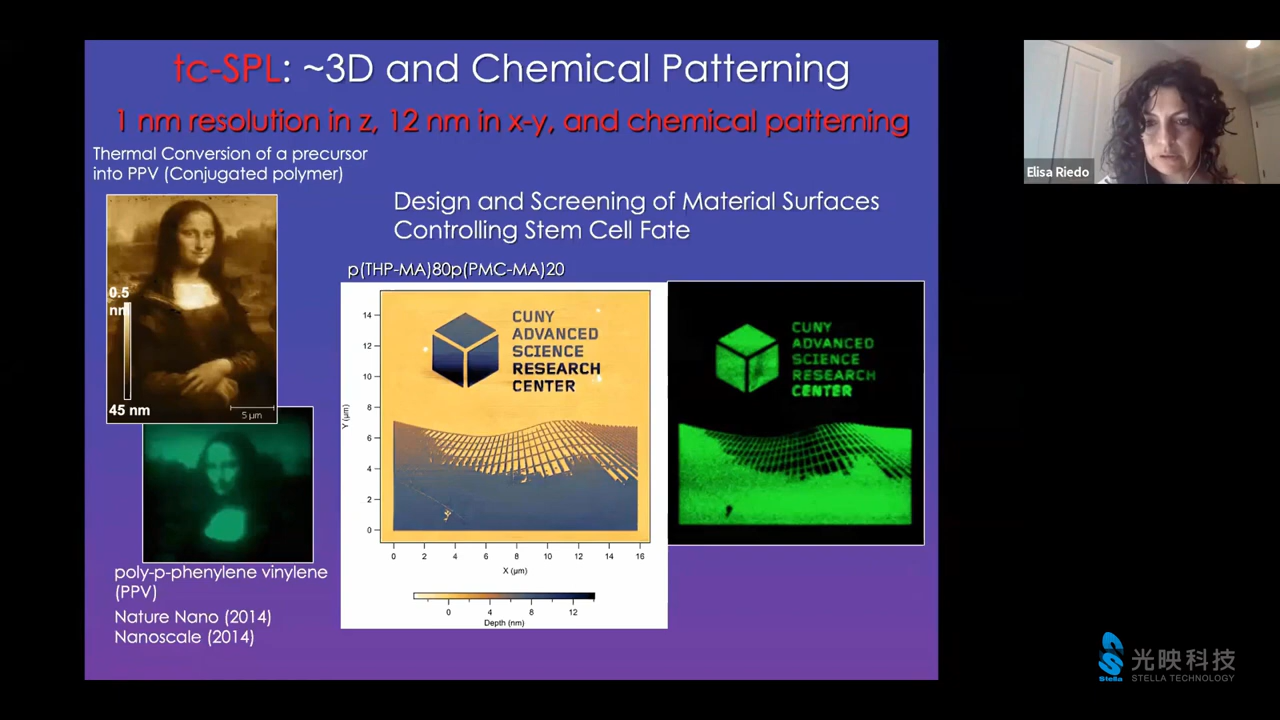 tc-SPL: ~3D and Chemical Patterning
1 nm resolution in z, 12 nm in x-y, and chemical patterning
Thermal Conversion of a precursor
into PPV (Conjugated polymer)
0.5
nm
45 nm
5 µm
poly-p-phenylene vinylene
(PPV)
Nature Nano (2014)
Nanoscale (2014)
Design and Screening of Material Surfaces
Controlling Stem Cell Fate
p(THP-MA)80p(PMC-MA)20
CUNY
ADVANCED
SCIENCE
RESEARCH
CENTER
14
12
10
8
6
4
2
0
Y (µm)
0 2 4 6 8 10 12 14 16
X (µm)
0 4 8 12
Depth (nm)
CUNY
ADVANCED
SCIENCE
RESEARCH
CENTER
Elisa Riedo
Stella
光映科技
STELLA TECHNOLOGY